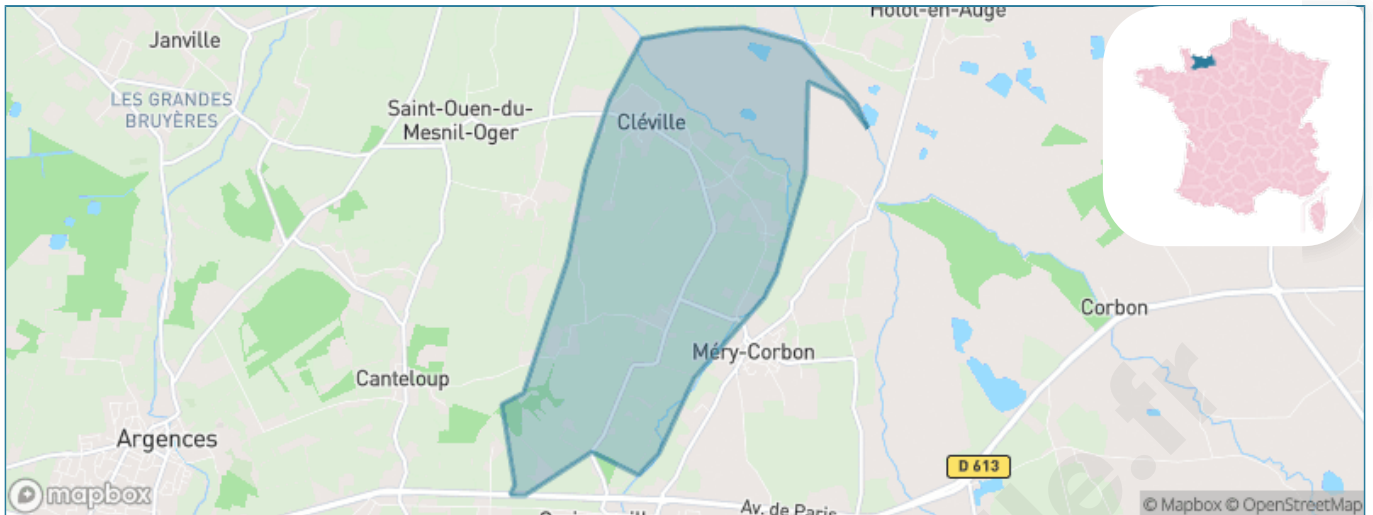 Hotot-en-Auge
Janville
LES GRANDES
BRUYÈRES
Saint-Ouen-du-
Mesnil-Oger
Cléville
Corbon
Méry-Corbon
Canteloup
Argences
D 613
Av. de Paris
mapbox
© Mapbox © OpenStreetMap